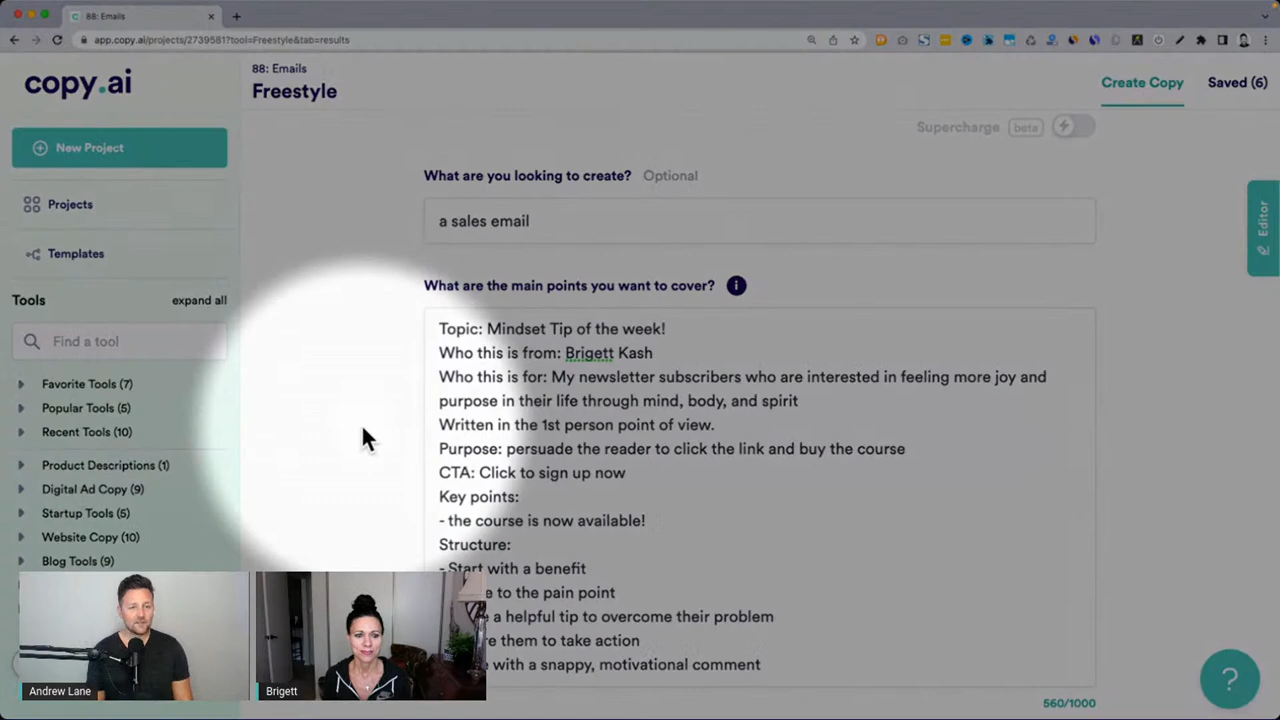 88: Emails
app.copy.ai/projects/2739581?tool=Freestyle&tab=results
copy.ai
88: Emails
Freestyle
Create Copy
Saved (6)
Supercharge beta
New Project
Projects
Templates
Tools
expand all
Find a tool
Favorite Tools (7)
Popular Tools (5)
Recent Tools (10)
Product Descriptions (1)
Digital Ad Copy (9)
Startup Tools (5)
Website Copy (10)
Blog Tools (9)
What are you looking to create? Optional
a sales email
What are the main points you want to cover? i
Topic: Mindset Tip of the week!
Who this is from: Brigett Kash
Who this is for: My newsletter subscribers who are interested in feeling more joy and
purpose in their life through mind, body, and spirit
Written in the 1st person point of view.
Purpose: persuade the reader to click the link and buy the course
CTA: Click to sign up now
Key points:
- the course is now available!
Structure:
- Start with a benefit
to the pain point
a helpful tip to overcome their problem
them to take action
with a snappy, motivational comment
560/1000
Editor
?
Andrew Lane
Brigett